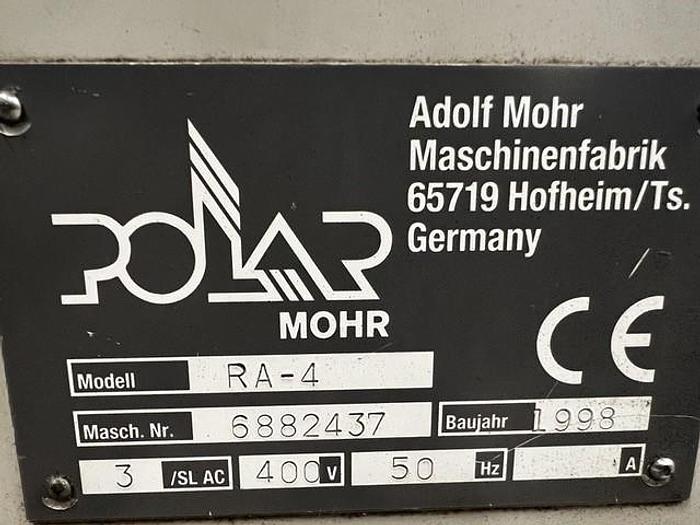 Adolf Mohr
Maschinenfabrik
65719 Hofheim/Ts.
Germany
POLAR
MOHR
CE
Modell RA-4
Masch. Nr. 6882437 Baujahr 1998
3 /SL AC 400 V 50 Hz A